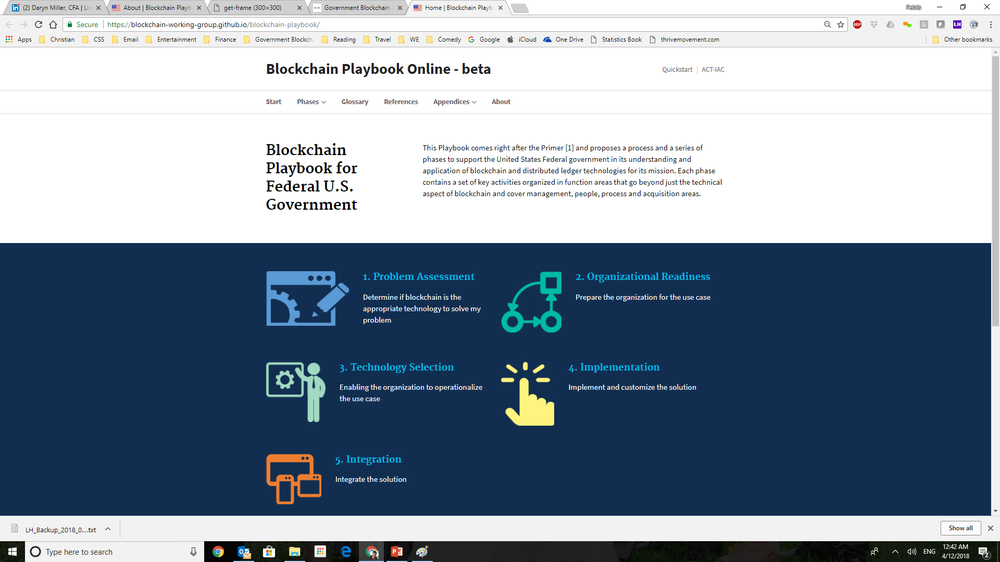 (2) Daryn Miller, CFA | Lin
About | Blockchain Playb
get-frame (300×300)
Government Blockchain A
Home | Blockchain Playb
Petals
Secure
https://blockchain-working-group.github.io/blockchain-playbook/
ABP
G
LH
Apps
Christian
CSS
Email
Entertainment
Finance
Government Blockcha
Reading
Travel
WE
Comedy
Google
iCloud
One Drive
Statistics Book
thrivemovement.com
Other bookmarks
Blockchain Playbook Online - beta
Quickstart | ACT-IAC
Start
Phases
Glossary
References
Appendices
About
Blockchain
Playbook for
Federal U.S.
Government
This Playbook comes right after the Primer [1] and proposes a process and a series of
phases to support the United States Federal government in its understanding and
application of blockchain and distributed ledger technologies for its mission. Each phase
contains a set of key activities organized in function areas that go beyond just the technical
aspect of blockchain and cover management, people, process and acquisition areas.
1. Problem Assessment
Determine if blockchain is the
appropriate technology to solve my
problem
2. Organizational Readiness
Prepare the organization for the use case
3. Technology Selection
Enabling the organization to operationalize
the use case
4. Implementation
Implement and customize the solution
5. Integration
Integrate the solution
LH_Backup_2018_0....txt
Show all
Type here to search
ENG
12:42 AM
4/12/2018
2